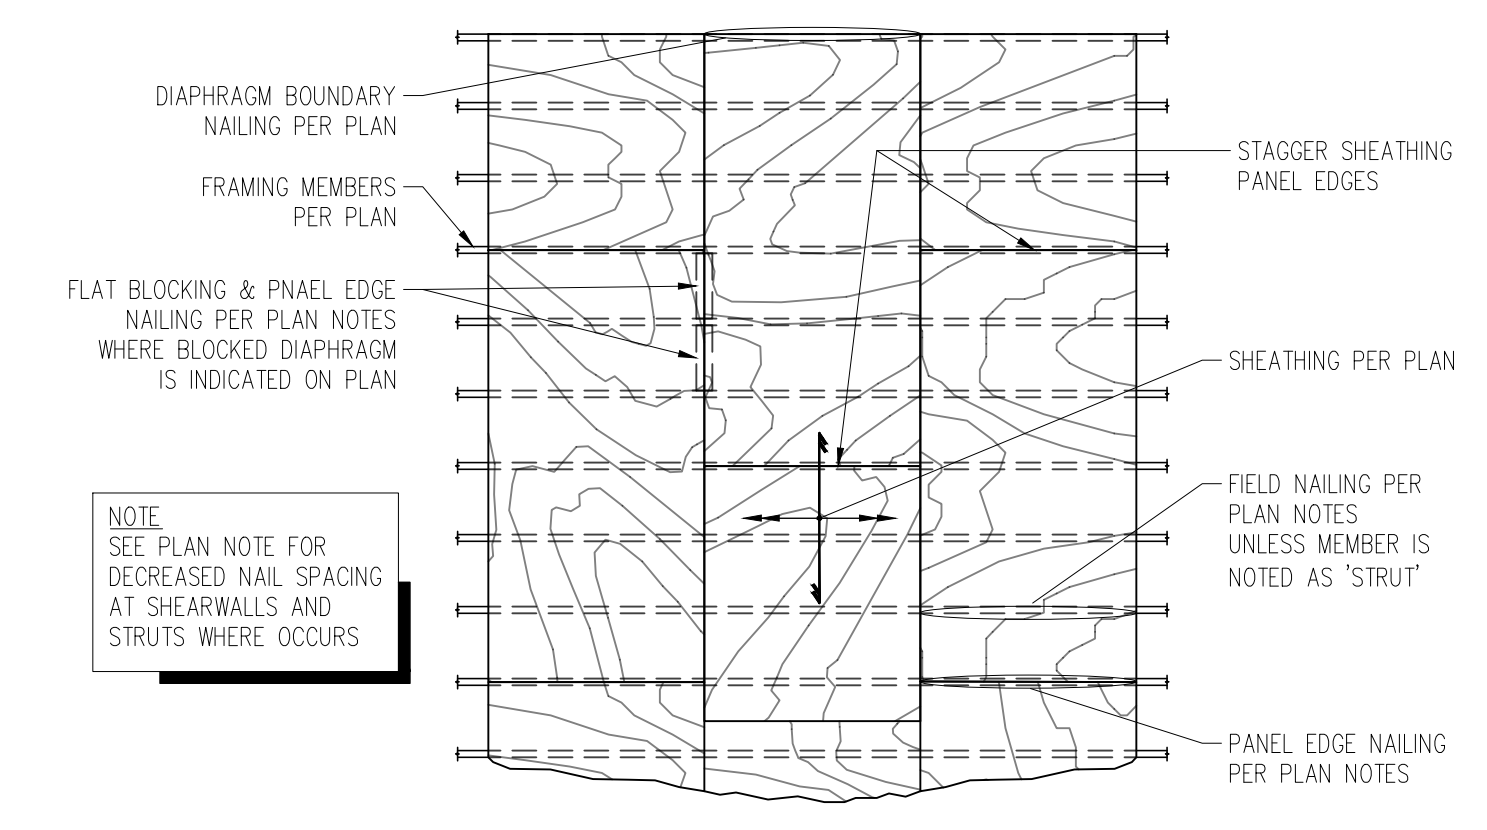 DIAPHRAGM BOUNDARY
NAILING PER PLAN
FRAMING MEMBERS
PER PLAN
FLAT BLOCKING & PNAEL EDGE
NAILING PER PLAN NOTES
WHERE BLOCKED DIAPHRAGM
IS INDICATED ON PLAN
NOTE
SEE PLAN NOTE FOR
DECREASED NAIL SPACING
AT SHEARWALLS AND
STRUTS WHERE OCCURS
STAGGER SHEATHING
PANEL EDGES
SHEATHING PER PLAN
FIELD NAILING PER
PLAN NOTES
UNLESS MEMBER IS
NOTED AS 'STRUT'
PANEL EDGE NAILING
PER PLAN NOTES